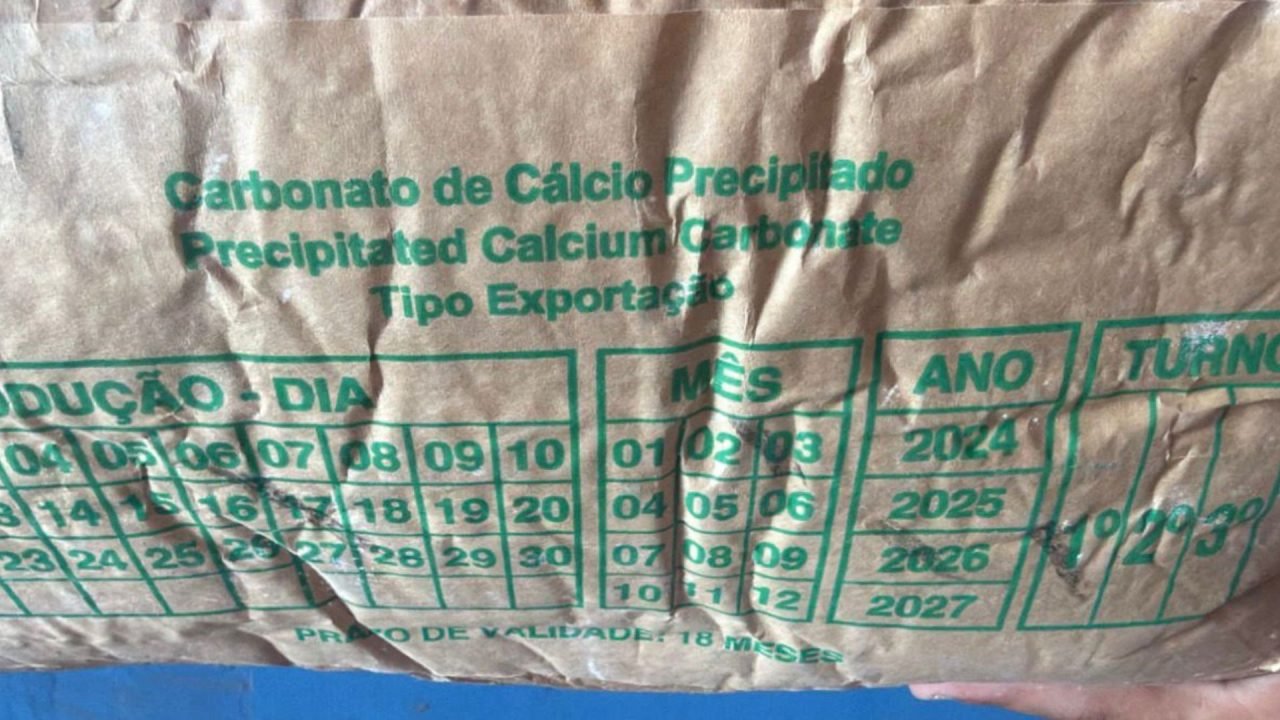 Carbonato de Cálcio Precipitado
Precipitated Calcium Carbonate
Tipo Exportação
ODUÇÃO - DIA MÊS ANO TURNO
04 05 06 07 08 09 10 01 02 03 2024
3 14 15 16 17 18 19 20 04 05 06 2025 1º 2º 3º
23 24 25 26 27 28 29 30 07 08 09 2026
10 11 12 2027
PRAZO DE VALIDADE: 18 MESES